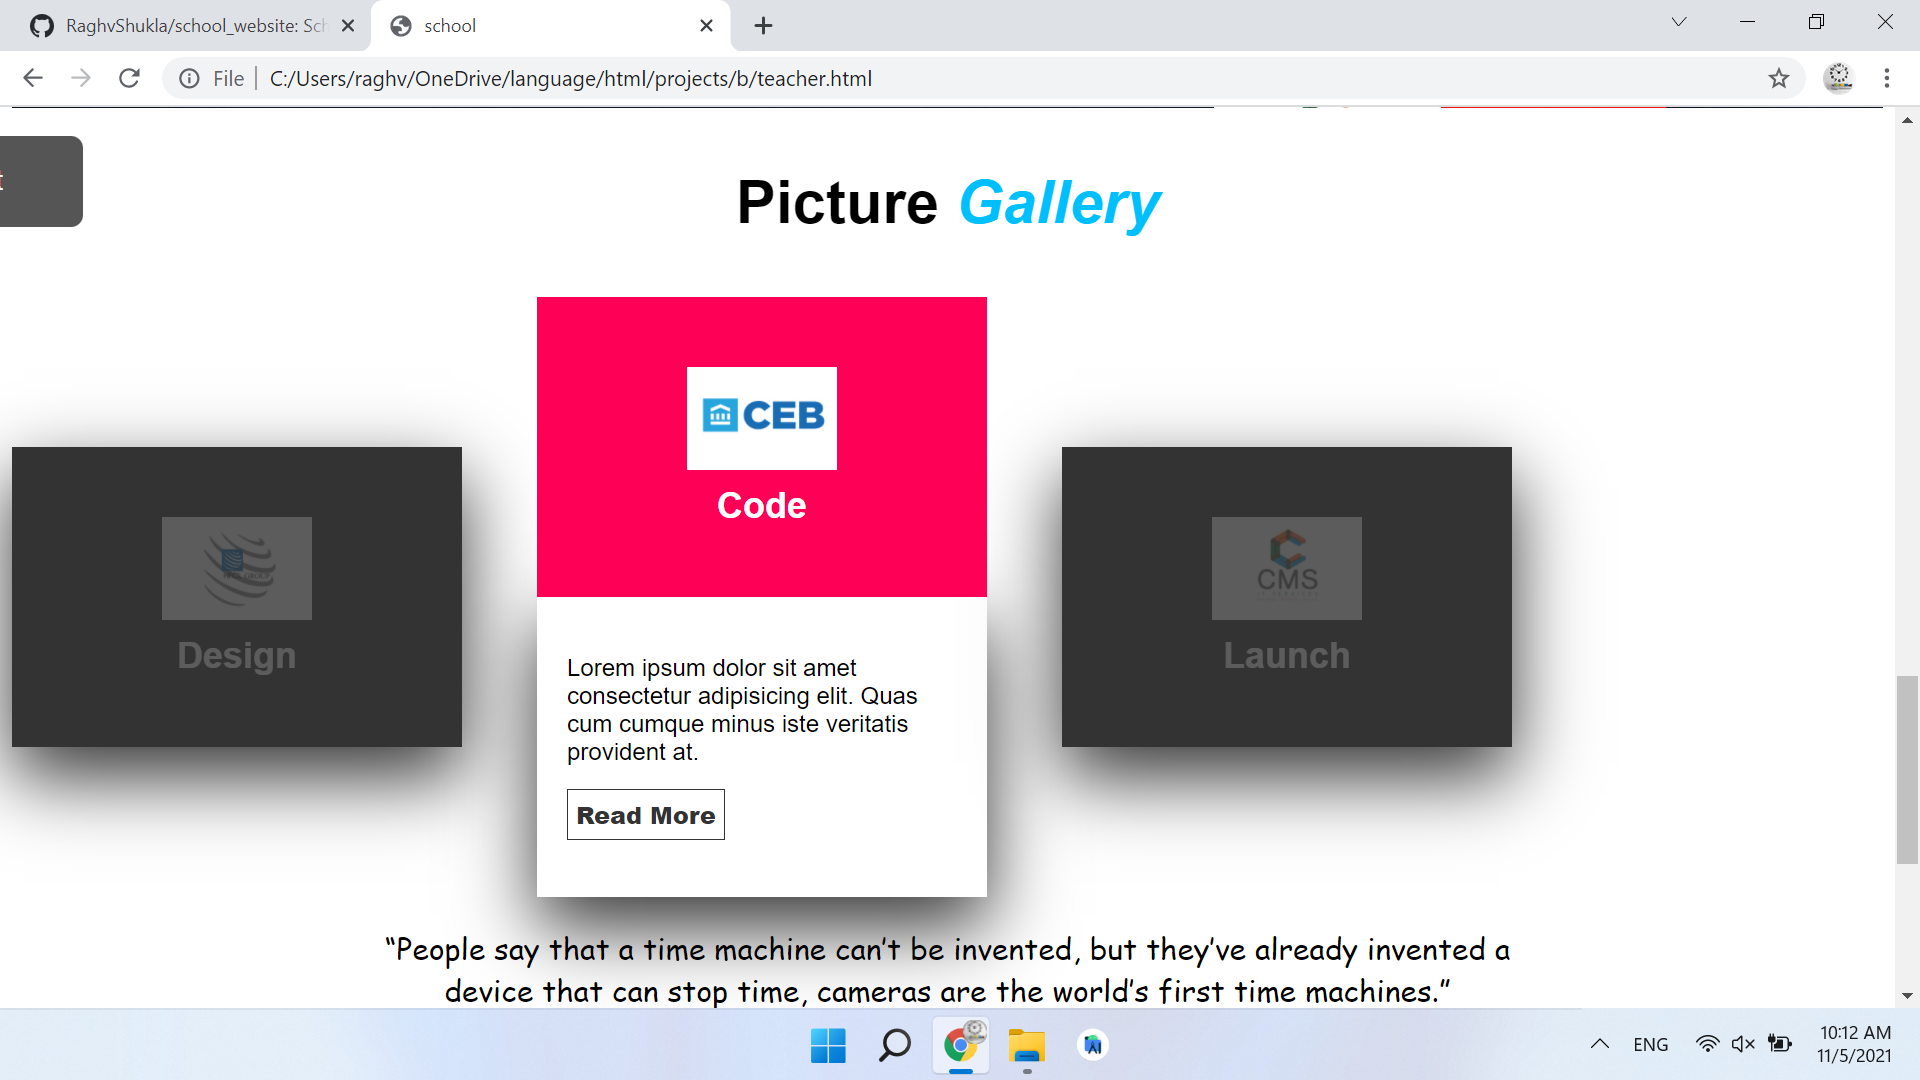 RaghvShukla/school_website: Sch
school
File
C:/Users/raghv/OneDrive/language/html/projects/b/teacher.html
t
Picture Gallery
CEB
Code
CMS
Design
Launch
Lorem ipsum dolor sit amet
consectetur adipisicing elit. Quas
cum cumque minus iste veritatis
provident at.
Read More
“People say that a time machine can’t be invented, but they’ve already invented a
device that can stop time, cameras are the world’s first time machines.”
ENG
10:12 AM
11/5/2021